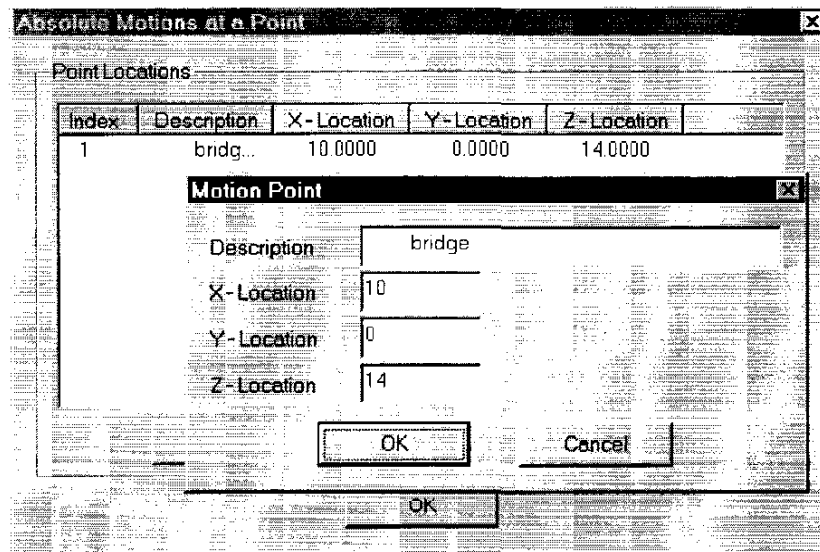 Absolute Motions at a Point
Point Locations
Index Description X-Location Y-Location Z-Location
1 bridg... 10.0000 0.0000 14.0000
Motion Point
Description bridge
X-Location 10
Y-Location 0
Z-Location 14
OK Cancel
OK